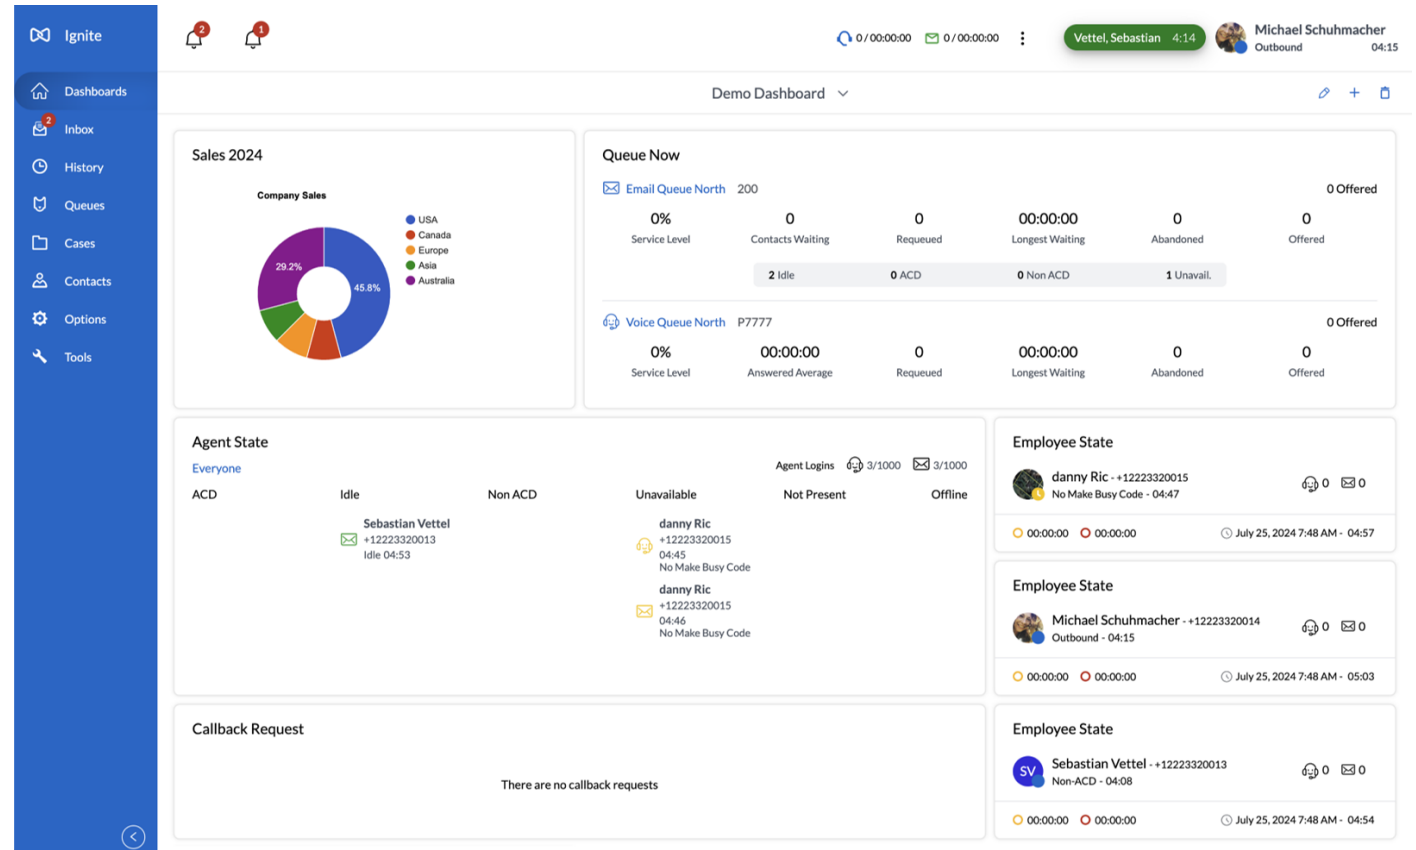 Ignite
2
1
0 / 00:00:00
0 / 00:00:00
Vettel, Sebastian 4:14
Michael Schuhmacher
Outbound 04:15
Dashboards
2
Inbox
History
Queues
Cases
Contacts
Options
Tools
Demo Dashboard
Sales 2024
Company Sales
29.2%
45.8%
USA
Canada
Europe
Asia
Australia
Queue Now
Email Queue North 200 0 Offered
0% 0 0 00:00:00 0 0
Service Level Contacts Waiting Requeued Longest Waiting Abandoned Offered
2 Idle 0 ACD 0 Non ACD 1 Unavail.
Voice Queue North P7777 0 Offered
0% 00:00:00 0 00:00:00 0 0
Service Level Answered Average Requeued Longest Waiting Abandoned Offered
Agent State
Everyone
Agent Logins 3/1000 3/1000
ACD Idle Non ACD Unavailable Not Present Offline
Sebastian Vettel
+12223320013
Idle 04:53
danny Ric
+12223320015
04:45
No Make Busy Code
danny Ric
+12223320015
04:46
No Make Busy Code
Employee State
danny Ric - +12223320015
No Make Busy Code - 04:47
0 0
00:00:00 00:00:00 July 25, 2024 7:48 AM - 04:57
Employee State
Michael Schuhmacher - +12223320014
Outbound - 04:15
0 0
00:00:00 00:00:00 July 25, 2024 7:48 AM - 05:03
Callback Request
There are no callback requests
Employee State
SV
Sebastian Vettel - +12223320013
Non-ACD - 04:08
0 0
00:00:00 00:00:00 July 25, 2024 7:48 AM - 04:54